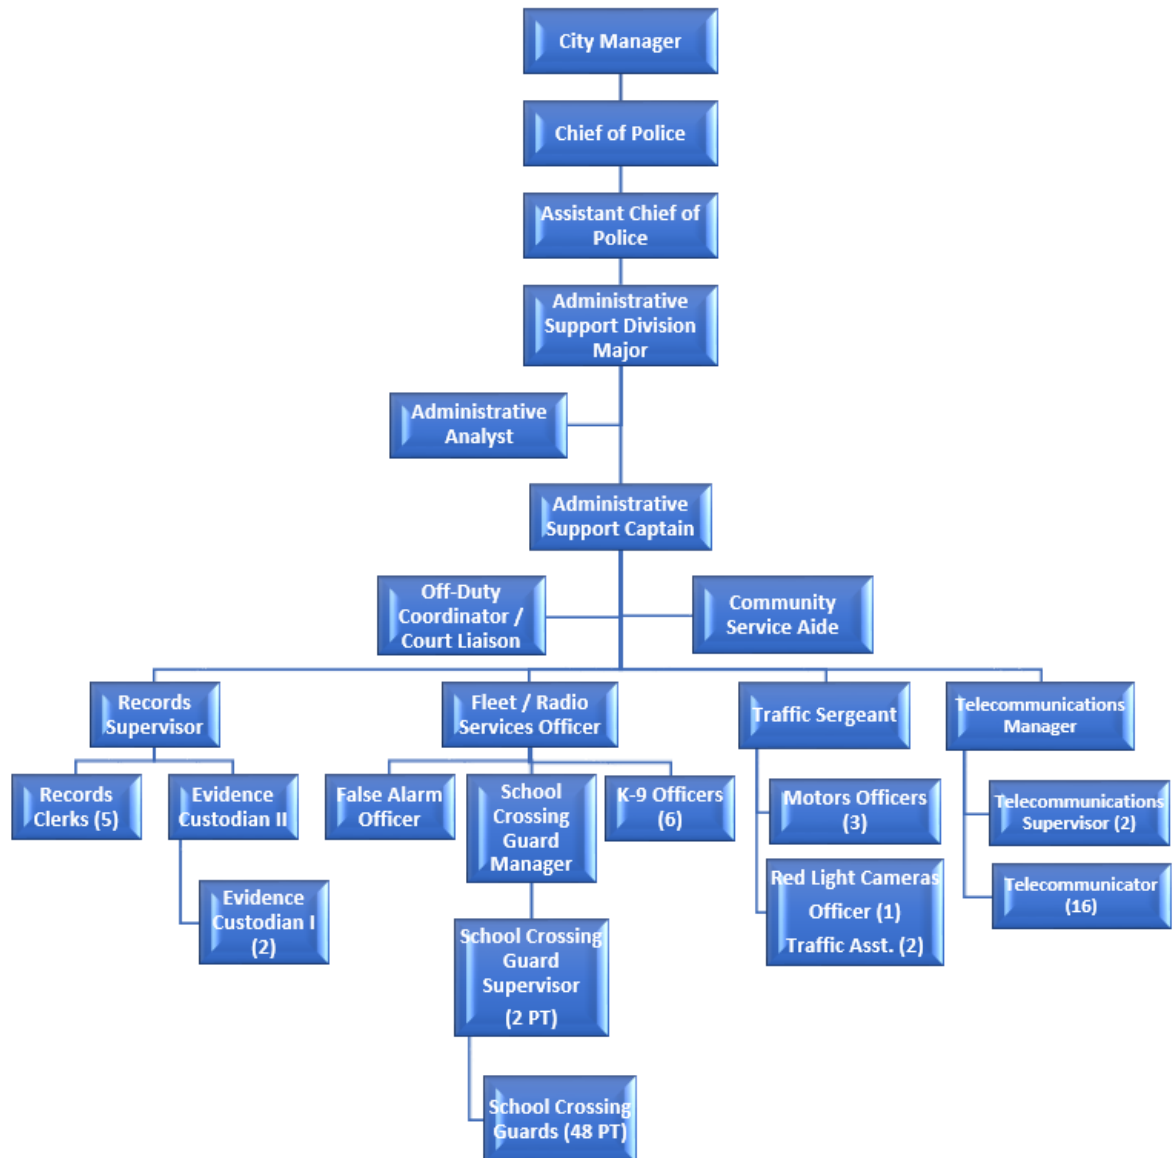 City Manager
Chief of Police
Assistant Chief of
Police
Administrative
Support Division
Major
Administrative
Analyst
Administrative
Support Captain
Off-Duty
Coordinator /
Court Liaison
Community
Service Aide
Records
Supervisor
Fleet / Radio
Services Officer
Traffic Sergeant
Telecommunications
Manager
Records
Clerks (5)
Evidence
Custodian II
False Alarm
Officer
School
Crossing
Guard
Manager
K-9 Officers
(6)
Motors Officers
(3)
Telecommunications
Supervisor (2)
Evidence
Custodian I
(2)
Red Light Cameras
Officer (1)
Traffic Asst. (2)
Telecommunicator
(16)
School Crossing
Guard
Supervisor
(2 PT)
School Crossing
Guards (48 PT)